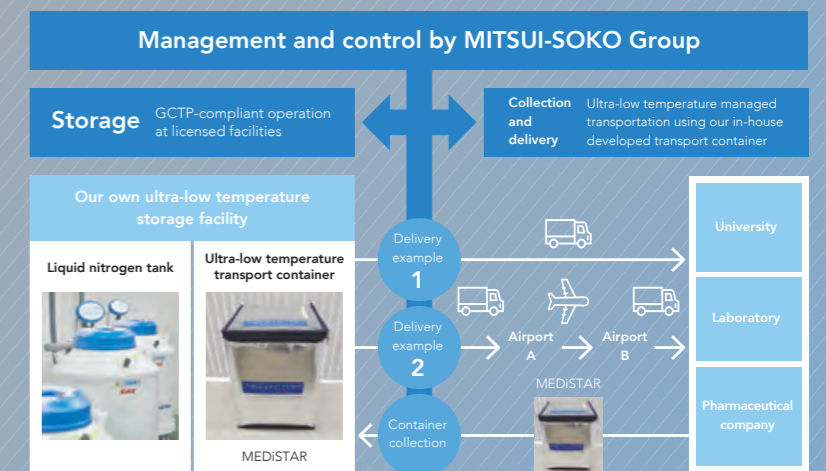 Management and control by MITSUI-SOKO Group
Storage
GCTP-compliant operation
at licensed facilities
Collection
and
delivery
Ultra-low temperature managed
transportation using our in-house
developed transport container
Our own ultra-low temperature
storage facility
Liquid nitrogen tank
Ultra-low temperature
transport container
MEDiSTAR
Delivery
example
1
Delivery
example
2
Airport
A
Airport
B
MEDiSTAR
Container
collection
University
Laboratory
Pharmaceutical
company